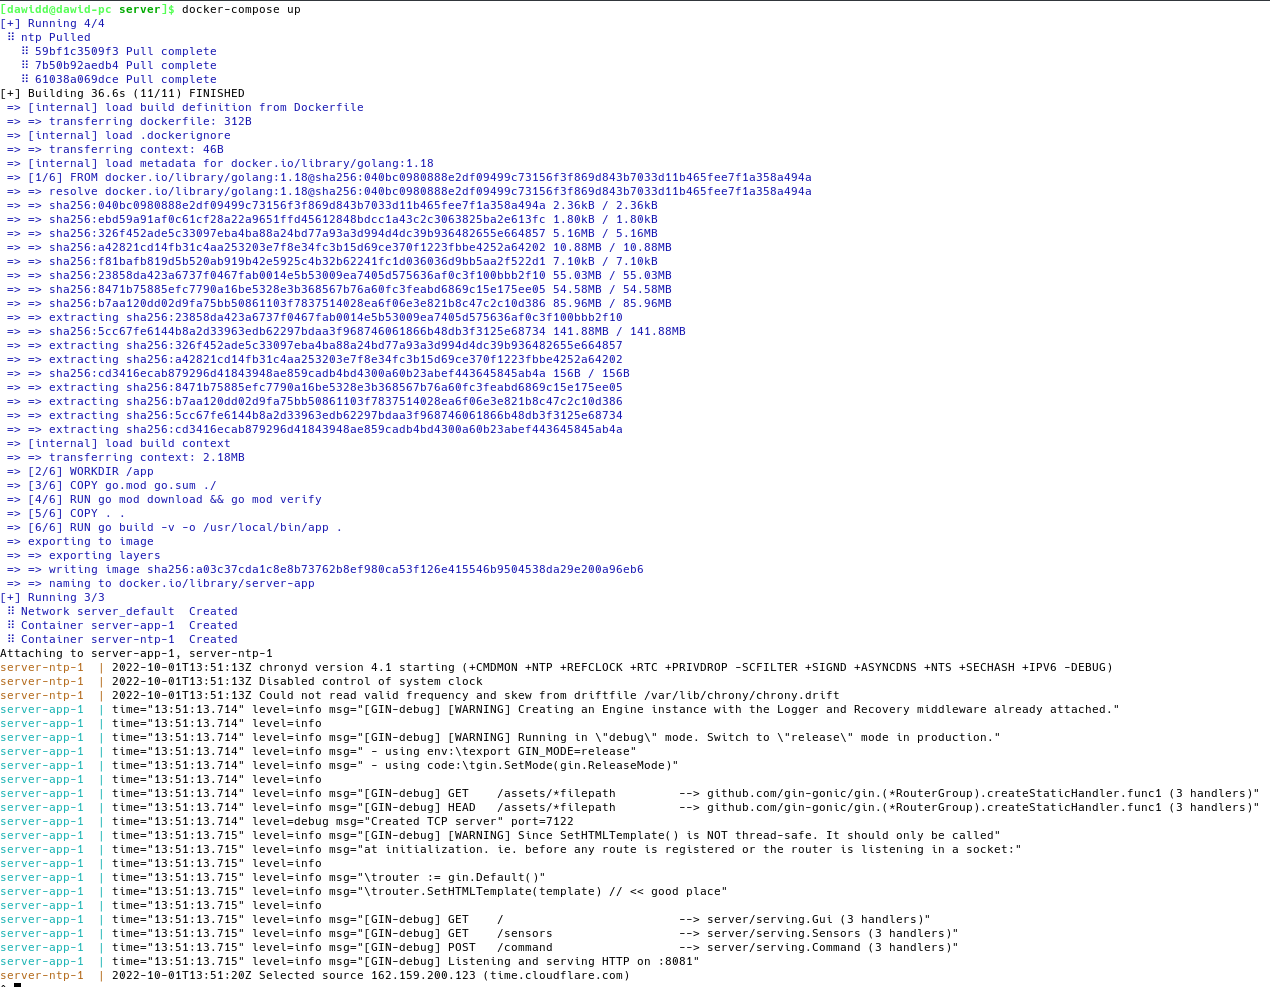 [dawidd@dawid-pc server]$ docker-compose up
[+] Running 4/4
⠿ ntp Pulled
⠿ 59bf1c3509f3 Pull complete
⠿ 7b50b92aedb4 Pull complete
⠿ 61038a069dce Pull complete
[+] Building 36.6s (11/11) FINISHED
=> [internal] load build definition from Dockerfile
=> => transferring dockerfile: 312B
=> [internal] load .dockerignore
=> => transferring context: 46B
=> [internal] load metadata for docker.io/library/golang:1.18
=> [1/6] FROM docker.io/library/golang:1.18@sha256:040bc0980888e2df09499c73156f3f869d843b7033d11b465fee7f1a358a494a
=> => resolve docker.io/library/golang:1.18@sha256:040bc0980888e2df09499c73156f3f869d843b7033d11b465fee7f1a358a494a
=> => sha256:040bc0980888e2df09499c73156f3f869d843b7033d11b465fee7f1a358a494a 2.36kB / 2.36kB
=> => sha256:ebd59a91af0c61cf28a22a9651ffd45612848bdcc1a43c2c3063825ba2e613fc 1.80kB / 1.80kB
=> => sha256:326f452ade5c33097eba4ba88a24bd77a93a3d994d4dc39b936482655e664857 5.16MB / 5.16MB
=> => sha256:a42821cd14fb31c4aa253203e7f8e34fc3b15d69ce370f1223fbbe4252a64202 10.88MB / 10.88MB
=> => sha256:f81bafb819d5b520ab919b42e5925c4b32b62241fc1d036036d9bb5aa2f522d1 7.10kB / 7.10kB
=> => sha256:23858da423a6737f0467fab0014e5b53009ea7405d575636af0c3f100bbb2f10 55.03MB / 55.03MB
=> => sha256:8471b75885efc7790a16be5328e3b368567b76a60fc3feabd6869c15e175ee05 54.58MB / 54.58MB
=> => sha256:b7aa120dd02d9fa75bb50861103f7837514028ea6f06e3e821b8c47c2c10d386 85.96MB / 85.96MB
=> => extracting sha256:23858da423a6737f0467fab0014e5b53009ea7405d575636af0c3f100bbb2f10
=> => sha256:5cc67fe6144b8a2d33963edb62297bdaa3f968746061866b48db3f3125e68734 141.88MB / 141.88MB
=> => extracting sha256:326f452ade5c33097eba4ba88a24bd77a93a3d994d4dc39b936482655e664857
=> => extracting sha256:a42821cd14fb31c4aa253203e7f8e34fc3b15d69ce370f1223fbbe4252a64202
=> => sha256:cd3416ecab879296d41843948ae859cadb4bd4300a60b23abef443645845ab4a 156B / 156B
=> => extracting sha256:8471b75885efc7790a16be5328e3b368567b76a60fc3feabd6869c15e175ee05
=> => extracting sha256:b7aa120dd02d9fa75bb50861103f7837514028ea6f06e3e821b8c47c2c10d386
=> => extracting sha256:5cc67fe6144b8a2d33963edb62297bdaa3f968746061866b48db3f3125e68734
=> => extracting sha256:cd3416ecab879296d41843948ae859cadb4bd4300a60b23abef443645845ab4a
=> [internal] load build context
=> => transferring context: 2.18MB
=> [2/6] WORKDIR /app
=> [3/6] COPY go.mod go.sum ./
=> [4/6] RUN go mod download && go mod verify
=> [5/6] COPY . .
=> [6/6] RUN go build -v -o /usr/local/bin/app .
=> exporting to image
=> => exporting layers
=> => writing image sha256:a03c37cda1c8e8b73762b8ef980ca53f126e415546b9504538da29e200a96eb6
=> => naming to docker.io/library/server-app
[+] Running 3/3
⠿ Network server_default  Created
⠿ Container server-app-1  Created
⠿ Container server-ntp-1  Created
Attaching to server-app-1, server-ntp-1
server-ntp-1  | 2022-10-01T13:51:13Z chronyd version 4.1 starting (+CMDMON +NTP +REFCLOCK +RTC +PRIVDROP -SCFILTER +SIGND +ASYNCDNS +NTS +SECHASH +IPV6 -DEBUG)
server-ntp-1  | 2022-10-01T13:51:13Z Disabled control of system clock
server-ntp-1  | 2022-10-01T13:51:13Z Could not read valid frequency and skew from driftfile /var/lib/chrony/chrony.drift
server-app-1  | time="13:51:13.714" level=info msg="[GIN-debug] [WARNING] Creating an Engine instance with the Logger and Recovery middleware already attached."
server-app-1  | time="13:51:13.714" level=info
server-app-1  | time="13:51:13.714" level=info msg="[GIN-debug] [WARNING] Running in \"debug\" mode. Switch to \"release\" mode in production."
server-app-1  | time="13:51:13.714" level=info msg=" - using env:\texport GIN_MODE=release"
server-app-1  | time="13:51:13.714" level=info msg=" - using code:\tgin.SetMode(gin.ReleaseMode)"
server-app-1  | time="13:51:13.714" level=info
server-app-1  | time="13:51:13.714" level=info msg="[GIN-debug] GET    /assets/*filepath         --> github.com/gin-gonic/gin.(*RouterGroup).createStaticHandler.func1 (3 handlers)"
server-app-1  | time="13:51:13.714" level=info msg="[GIN-debug] HEAD   /assets/*filepath         --> github.com/gin-gonic/gin.(*RouterGroup).createStaticHandler.func1 (3 handlers)"
server-app-1  | time="13:51:13.714" level=debug msg="Created TCP server" port=7122
server-app-1  | time="13:51:13.715" level=info msg="[GIN-debug] [WARNING] Since SetHTMLTemplate() is NOT thread-safe. It should only be called"
server-app-1  | time="13:51:13.715" level=info msg="at initialization. ie. before any route is registered or the router is listening in a socket:"
server-app-1  | time="13:51:13.715" level=info
server-app-1  | time="13:51:13.715" level=info msg="\trouter := gin.Default()"
server-app-1  | time="13:51:13.715" level=info msg="\trouter.SetHTMLTemplate(template) // << good place"
server-app-1  | time="13:51:13.715" level=info
server-app-1  | time="13:51:13.715" level=info msg="[GIN-debug] GET    /                         --> server/serving.Gui (3 handlers)"
server-app-1  | time="13:51:13.715" level=info msg="[GIN-debug] GET    /sensors                  --> server/serving.Sensors (3 handlers)"
server-app-1  | time="13:51:13.715" level=info msg="[GIN-debug] POST   /command                  --> server/serving.Command (3 handlers)"
server-app-1  | time="13:51:13.715" level=info msg="[GIN-debug] Listening and serving HTTP on :8081"
server-ntp-1  | 2022-10-01T13:51:20Z Selected source 162.159.200.123 (time.cloudflare.com)